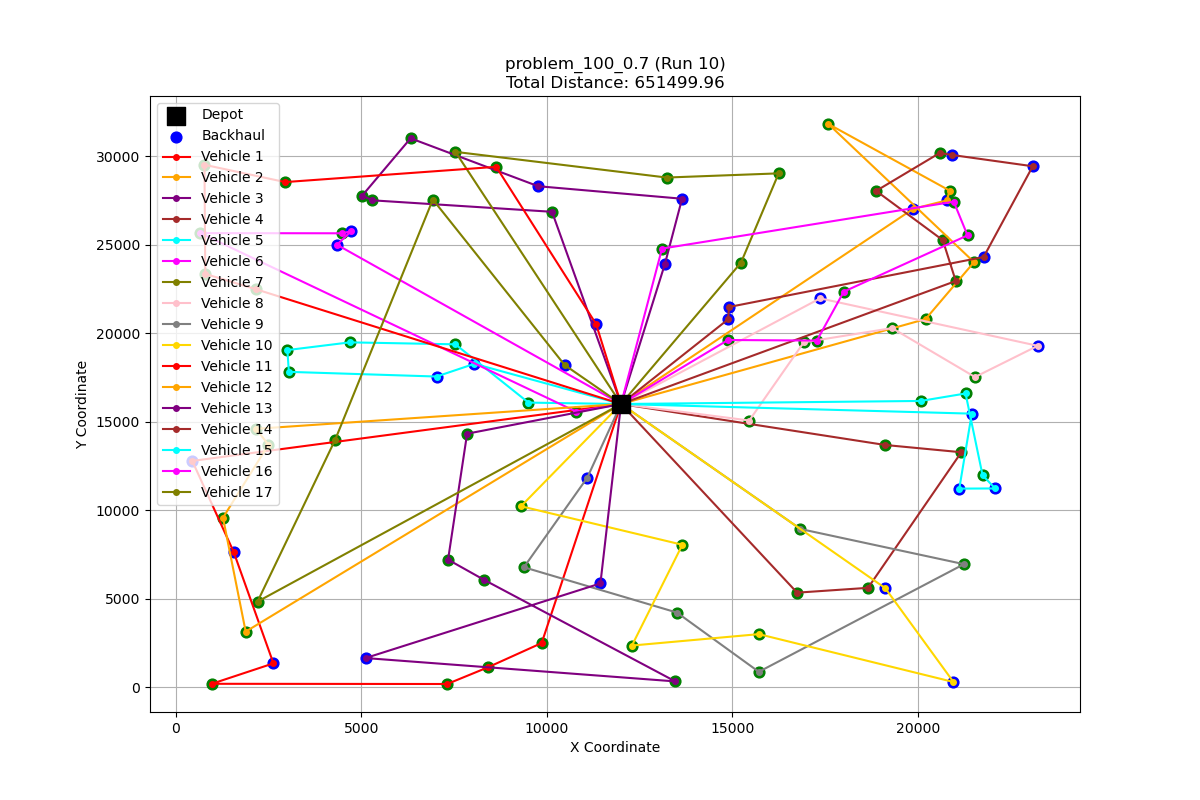 problem_100_0.7 (Run 10)
Total Distance: 651499.96
Depot
Backhaul
Vehicle 1
Vehicle 2
Vehicle 3
Vehicle 4
Vehicle 5
Vehicle 6
Vehicle 7
Vehicle 8
Vehicle 9
Vehicle 10
Vehicle 11
Vehicle 12
Vehicle 13
Vehicle 14
Vehicle 15
Vehicle 16
Vehicle 17
Y Coordinate
30000
25000
20000
15000
10000
5000
0
0
5000
10000
15000
20000
X Coordinate